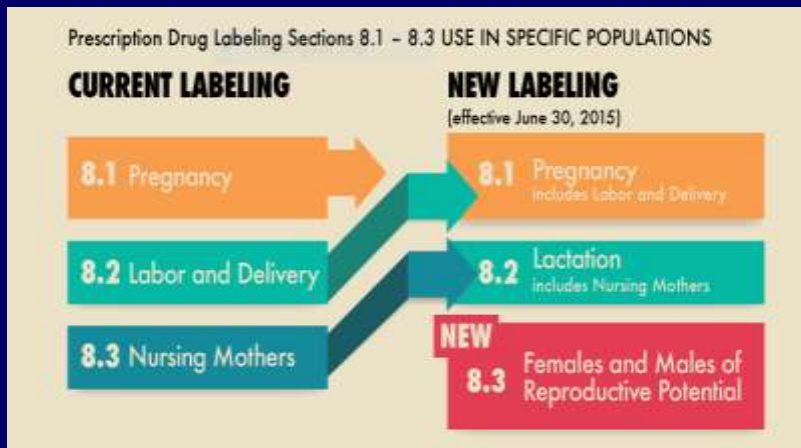 Prescription Drug Labeling Sections 8.1 – 8.3 USE IN SPECIFIC POPULATIONS
CURRENT LABELING
8.1 Pregnancy
8.2 Labor and Delivery
8.3 Nursing Mothers
NEW LABELING
(effective June 30, 2015)
8.1 Pregnancy
includes Labor and Delivery
8.2 Lactation
includes Nursing Mothers
NEW
8.3 Females and Males of
Reproductive Potential